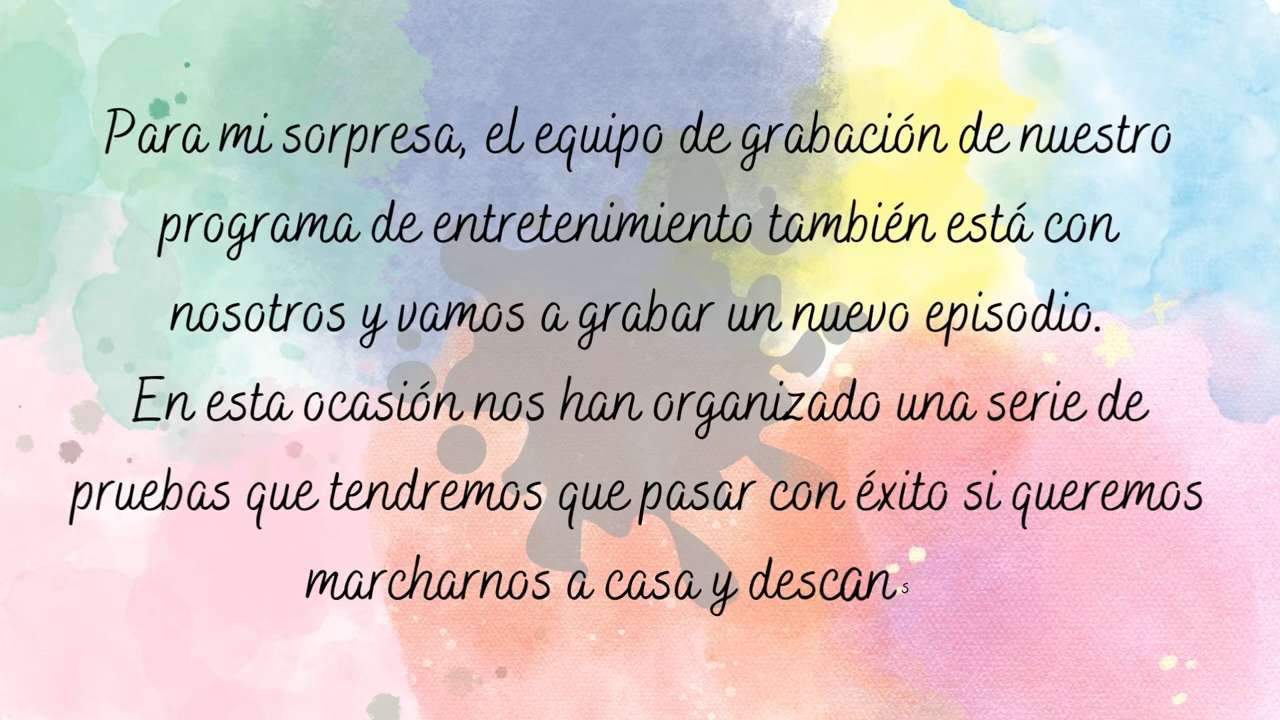 Para mi sorpresa, el equipo de grabación de nuestro
programa de entretenimiento también está con
nosotros y vamos a grabar un nuevo episodio.
En esta ocasión nos han organizado una serie de
pruebas que tendremos que pasar con éxito si queremos
marcharnos a casa y descans